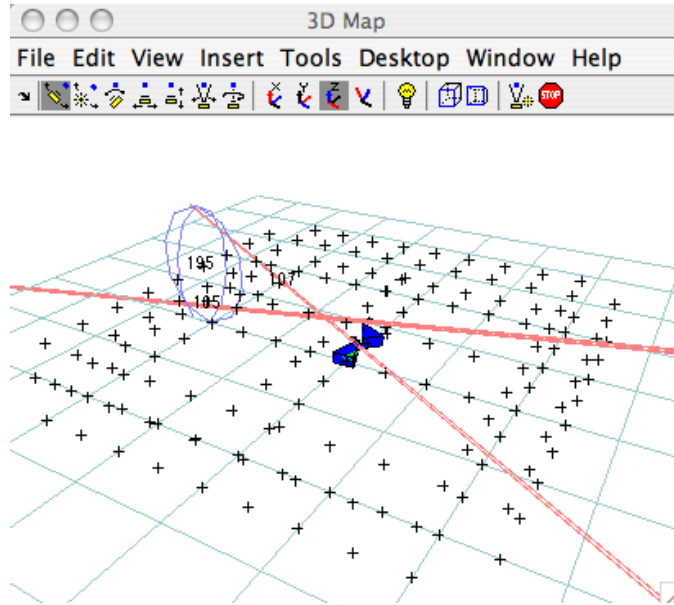 3D Map
File Edit View Insert Tools Desktop Window Help
X Y Z STOP
195
107
105